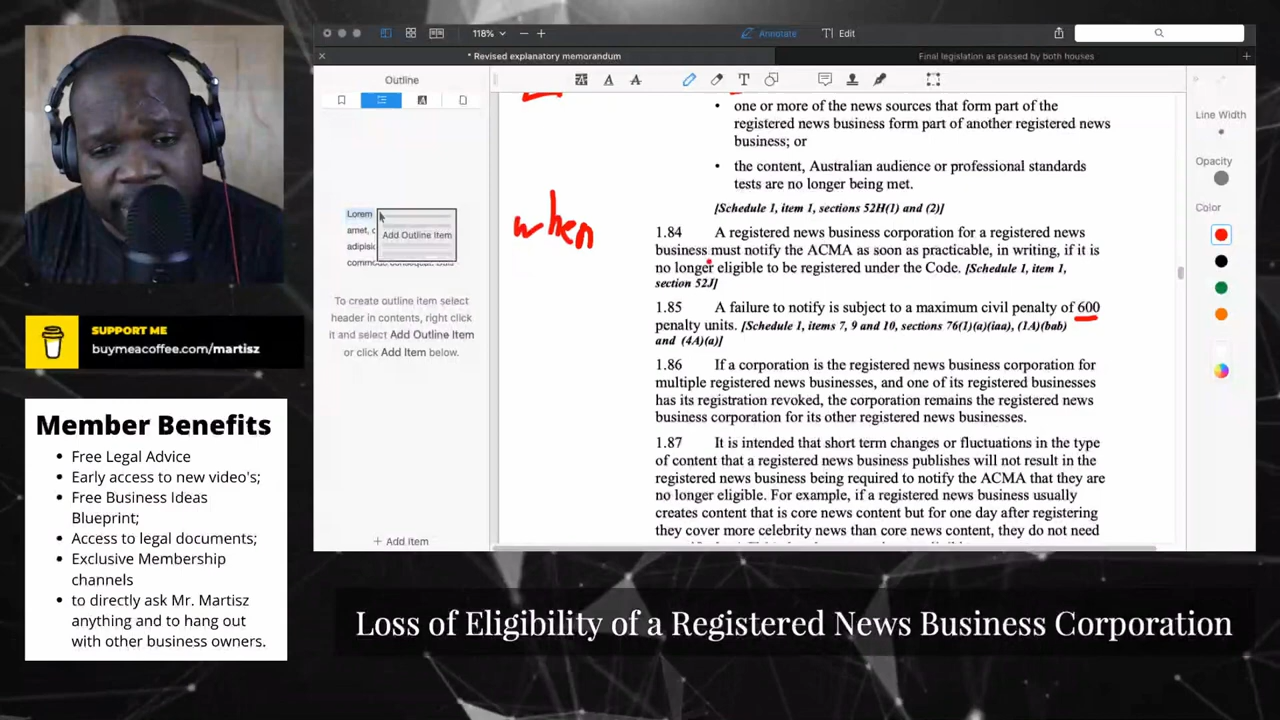 118%
Annotate
Edit
* Revised explanatory memorandum
Final legislation as passed by both houses
Outline
Lorem
amet, c
adipisi
Add Outline Item
To create outline item select
header in contents, right click
it and select Add Outline Item
or click Add Item below.
+ Add Item
one or more of the news sources that form part of the
registered news business form part of another registered news
business; or
the content, Australian audience or professional standards
tests are no longer being met.
[Schedule 1, item 1, sections 52H(1) and (2)]
when
1.84 A registered news business corporation for a registered news
business must notify the ACMA as soon as practicable, in writing, if it is
no longer eligible to be registered under the Code. [Schedule 1, item 1,
section 52J]
1.85 A failure to notify is subject to a maximum civil penalty of 600
penalty units. [Schedule 1, items 7, 9 and 10, sections 76(1)(a)(iaa), (1A)(bab)
and (4A)(a)]
1.86 If a corporation is the registered news business corporation for
multiple registered news businesses, and one of its registered businesses
has its registration revoked, the corporation remains the registered news
business corporation for its other registered news businesses.
1.87 It is intended that short term changes or fluctuations in the type
of content that a registered news business publishes will not result in the
registered news business being required to notify the ACMA that they are
no longer eligible. For example, if a registered news business usually
creates content that is core news content but for one day after registering
they cover more celebrity news than core news content, they do not need
Line Width
Opacity
Color
SUPPORT ME
buymeacoffee.com/martisz
Member Benefits
Free Legal Advice
Early access to new video's;
Free Business Ideas
Blueprint;
Access to legal documents;
Exclusive Membership
channels
to directly ask Mr. Martisz
anything and to hang out
with other business owners.
Loss of Eligibility of a Registered News Business Corporation